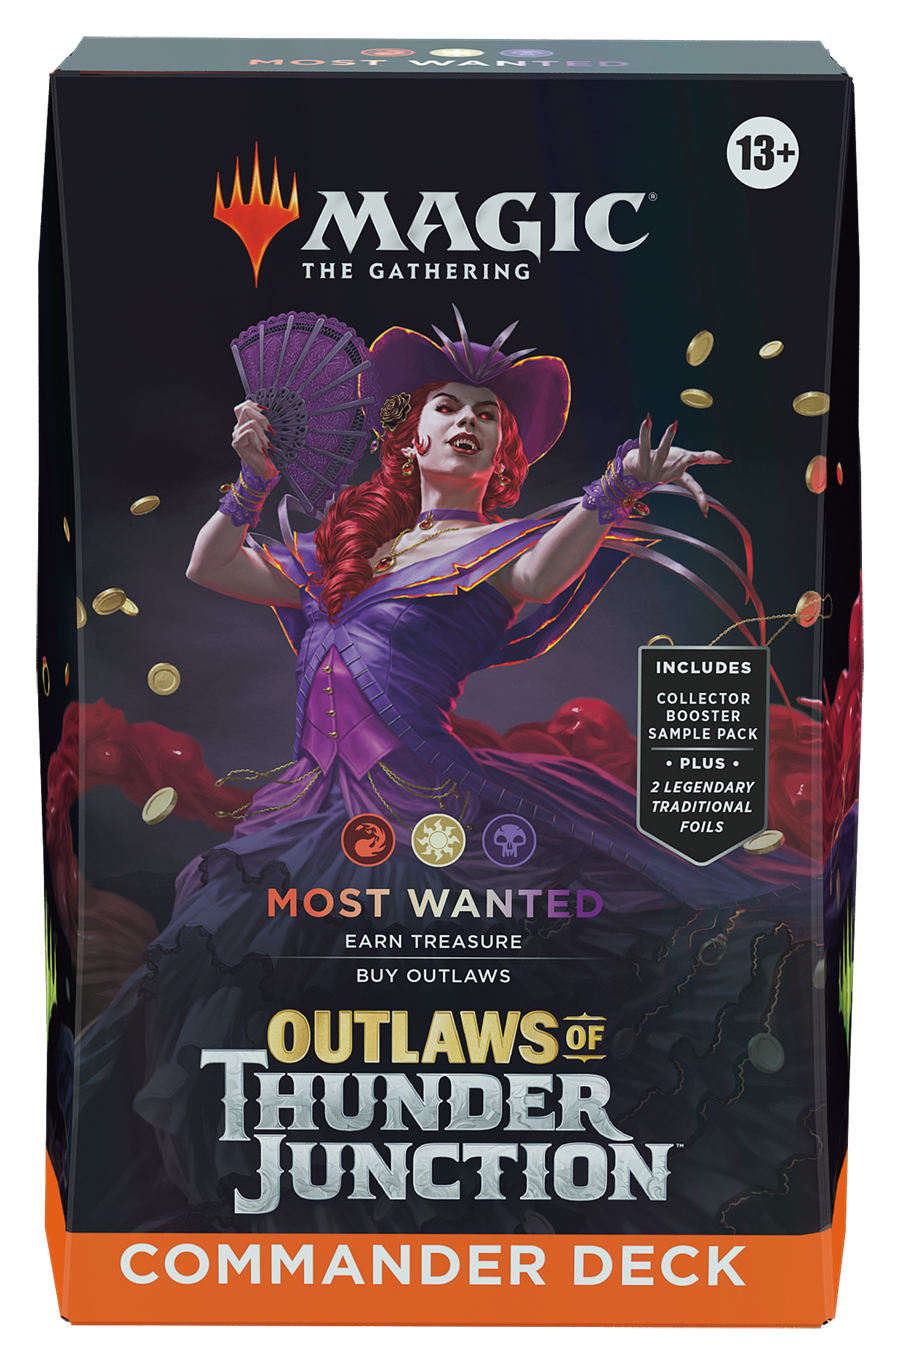 MOST WANTED
13+
MAGIC®
THE GATHERING
INCLUDES
COLLECTOR
BOOSTER
SAMPLE PACK
• PLUS •
2 LEGENDARY
TRADITIONAL
FOILS
MOST WANTED
EARN TREASURE
BUY OUTLAWS
OUTLAWS OF
THUNDER
JUNCTION™
COMMANDER DECK